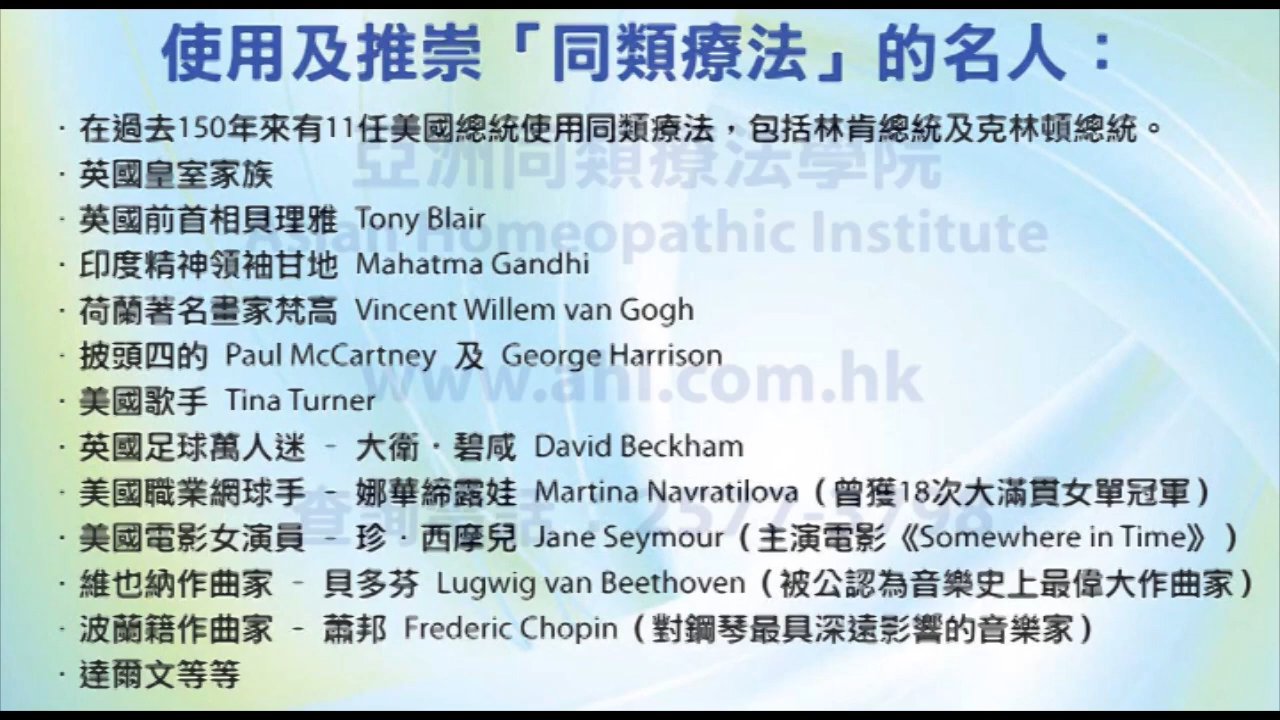 使用及推崇「同類療法」的名人：
· 在過去150年來有11任美國總統使用同類療法，包括林肯總統及克林頓總統。
亞洲同類療法學院
· 英國皇室家族
· 英國前首相貝理雅 Tony Blair
Asian Homeopathic Institute
· 印度精神領袖甘地 Mahatma Gandhi
· 荷蘭著名畫家梵高 Vincent Willem van Gogh
· 披頭四的 Paul McCartney 及 George Harrison
www.ahi.com.hk
· 美國歌手 Tina Turner
· 英國足球萬人迷 - 大衛·碧咸 David Beckham
· 美國職業網球手 - 娜華締露娃 Martina Navratilova（曾獲18次大滿貫女單冠軍）
· 美國電影女演員 - 珍·西摩兒 Jane Seymour（主演電影《Somewhere in Time》）
· 維也納作曲家 - 貝多芬 Lugwig van Beethoven（被公認為音樂史上最偉大作曲家）
· 波蘭籍作曲家 - 蕭邦 Frederic Chopin（對鋼琴最具深遠影響的音樂家）
· 達爾文等等